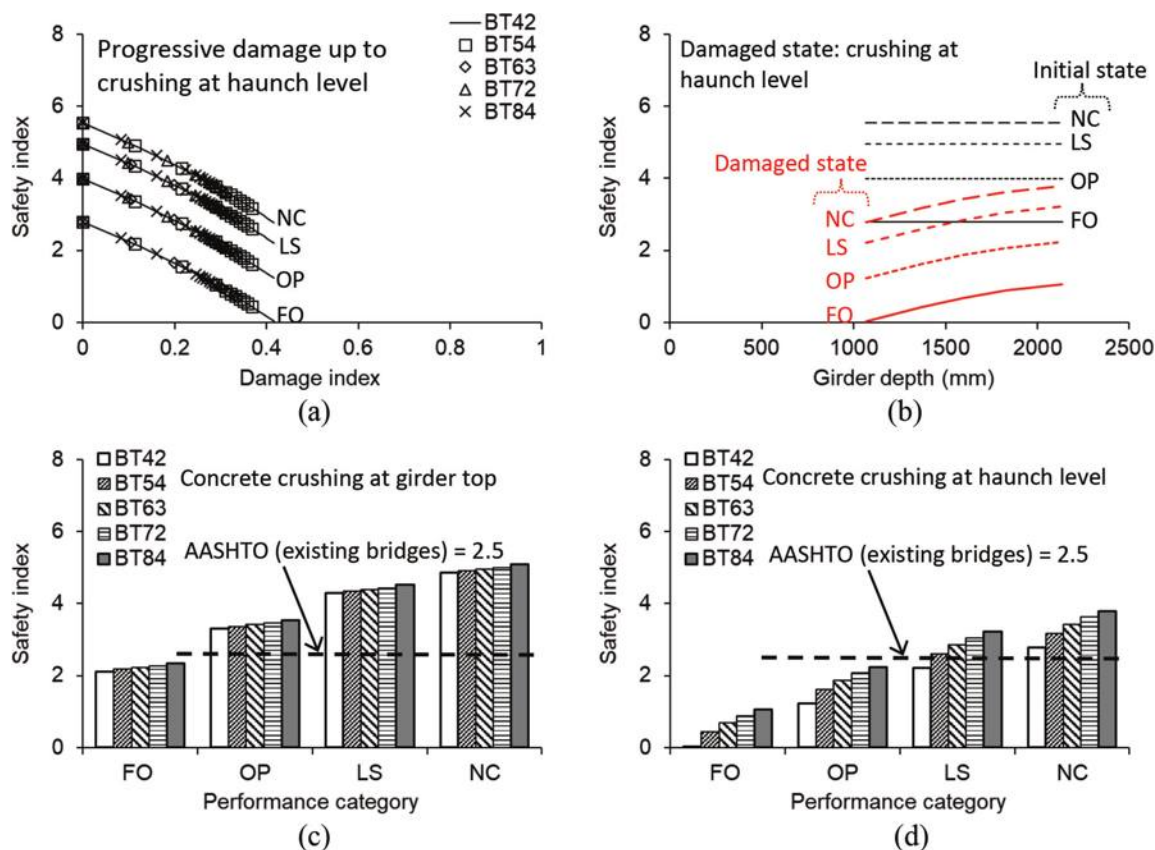 8
6
4
2
0
Safety index
Progressive damage up to
crushing at haunch level
BT42
BT54
BT63
BT72
BT84
NC
LS
OP
FO
0
0.2
0.4
0.6
0.8
1
Damage index
(a)
8
6
4
2
0
Safety index
Damaged state: crushing at
haunch level
Initial state
NC
LS
OP
FO
Damaged state
NC
LS
OP
FO
0
500
1000
1500
2000
2500
Girder depth (mm)
(b)
8
6
4
2
0
Safety index
BT42
BT54
BT63
BT72
BT84
Concrete crushing at girder top
AASHTO (existing bridges) = 2.5
FO
OP
LS
NC
Performance category
(c)
8
6
4
2
0
Safety index
BT42
BT54
BT63
BT72
BT84
Concrete crushing at haunch level
AASHTO (existing bridges) = 2.5
FO
OP
LS
NC
Performance category
(d)